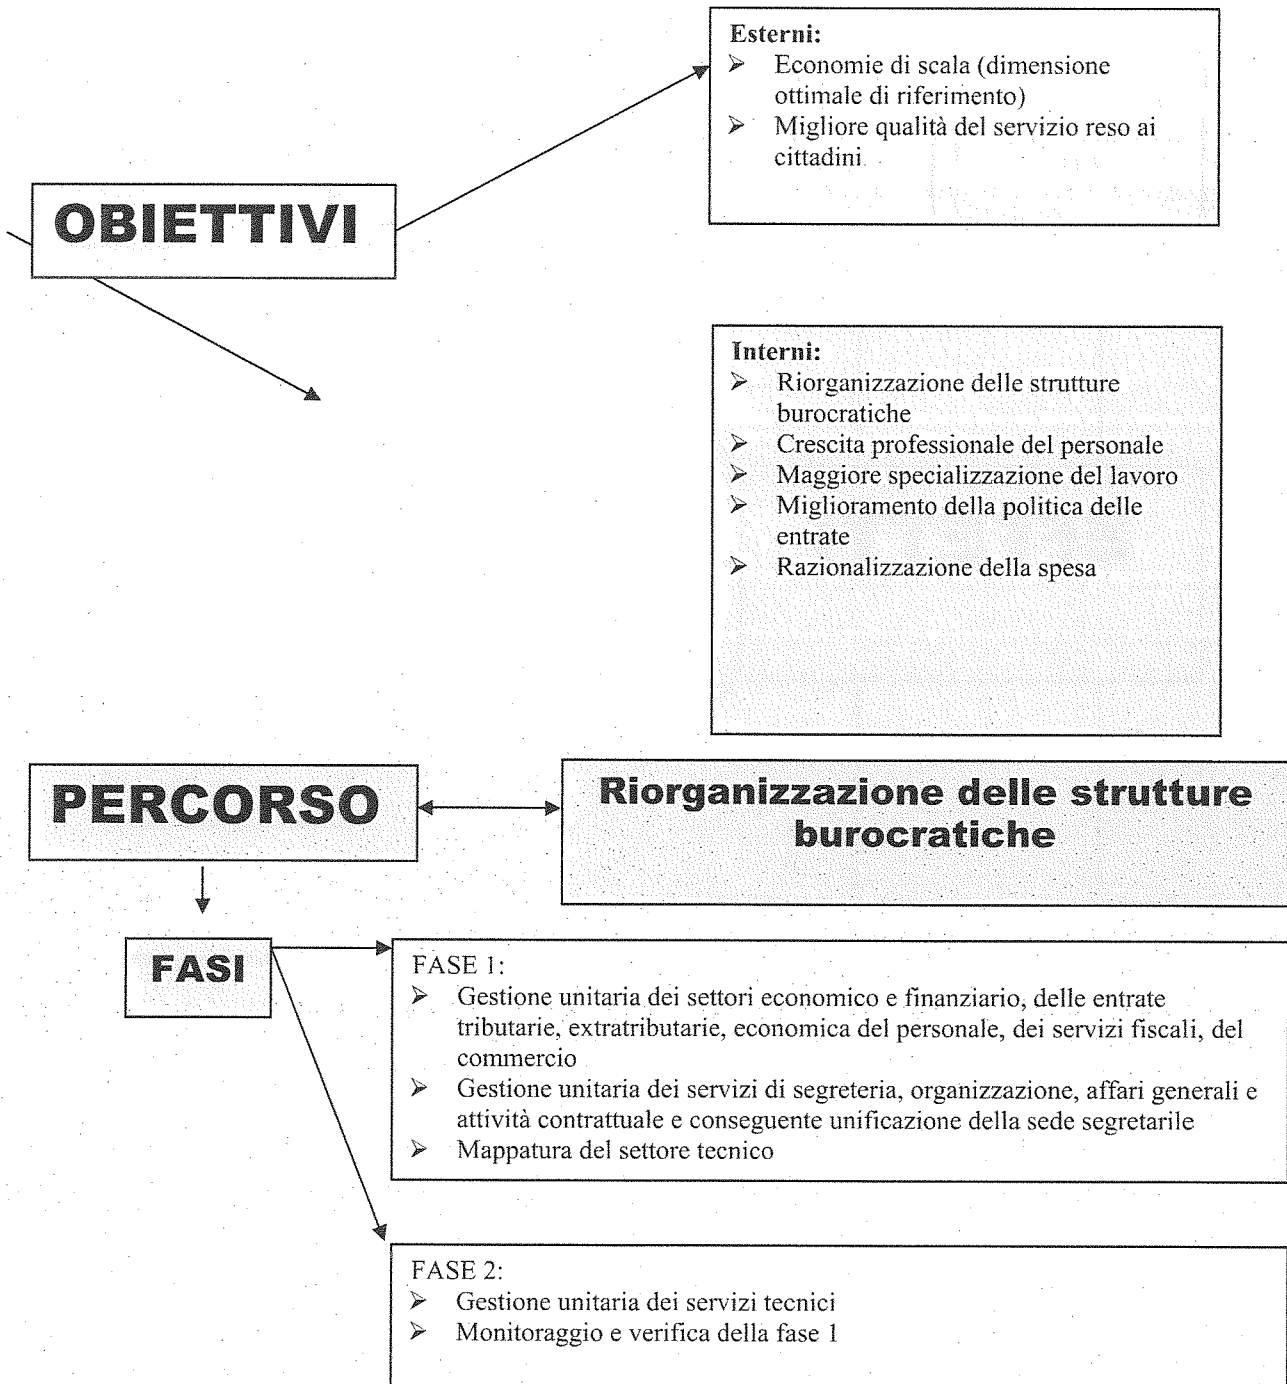 Esterni:
➢ Economie di scala (dimensione
ottimale di riferimento)
➢ Migliore qualità del servizio reso ai
cittadini
OBIETTIVI
Interni:
➢ Riorganizzazione delle strutture
burocratiche
➢ Crescita professionale del personale
➢ Maggiore specializzazione del lavoro
➢ Miglioramento della politica delle
entrate
➢ Razionalizzazione della spesa
PERCORSO
Riorganizzazione delle strutture
burocratiche
FASI
FASE 1:
➢ Gestione unitaria dei settori economico e finanziario, delle entrate
tributarie, extratributarie, economica del personale, dei servizi fiscali, del
commercio
➢ Gestione unitaria dei servizi di segreteria, organizzazione, affari generali e
attività contrattuale e conseguente unificazione della sede segretarile
➢ Mappatura del settore tecnico
FASE 2:
➢ Gestione unitaria dei servizi tecnici
➢ Monitoraggio e verifica della fase 1